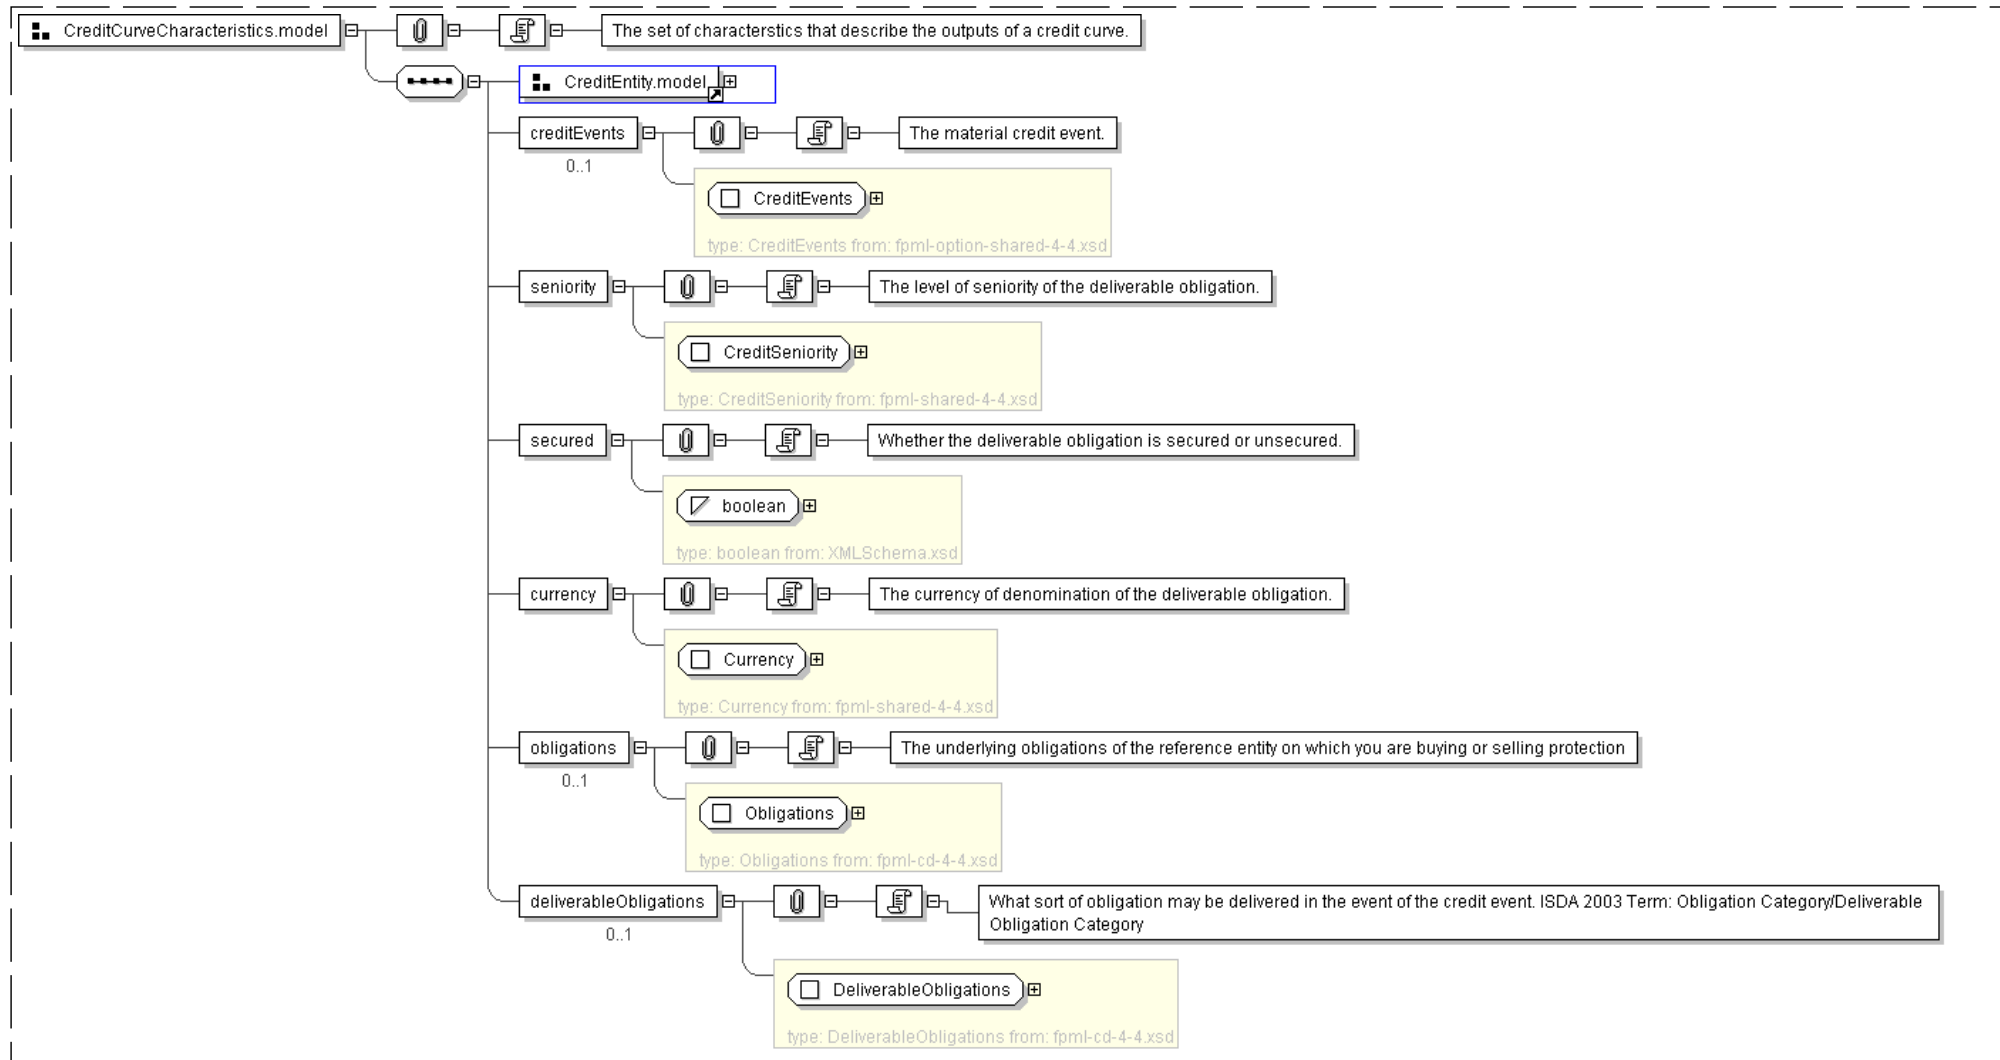 CreditCurveCharacteristics.model
The set of characterstics that describe the outputs of a credit curve.
CreditEntity.model
creditEvents
The material credit event.
0..1
CreditEvents
type: CreditEvents from: fpml-option-shared-4-4.xsd
seniority
The level of seniority of the deliverable obligation.
CreditSeniority
type: CreditSeniority from: fpml-shared-4-4.xsd
secured
Whether the deliverable obligation is secured or unsecured.
boolean
type: boolean from: XMLSchema.xsd
currency
The currency of denomination of the deliverable obligation.
Currency
type: Currency from: fpml-shared-4-4.xsd
obligations
The underlying obligations of the reference entity on which you are buying or selling protection
0..1
Obligations
type: Obligations from: fpml-cd-4-4.xsd
deliverableObligations
What sort of obligation may be delivered in the event of the credit event. ISDA 2003 Term: Obligation Category/Deliverable
Obligation Category
0..1
DeliverableObligations
type: DeliverableObligations from: fpml-cd-4-4.xsd